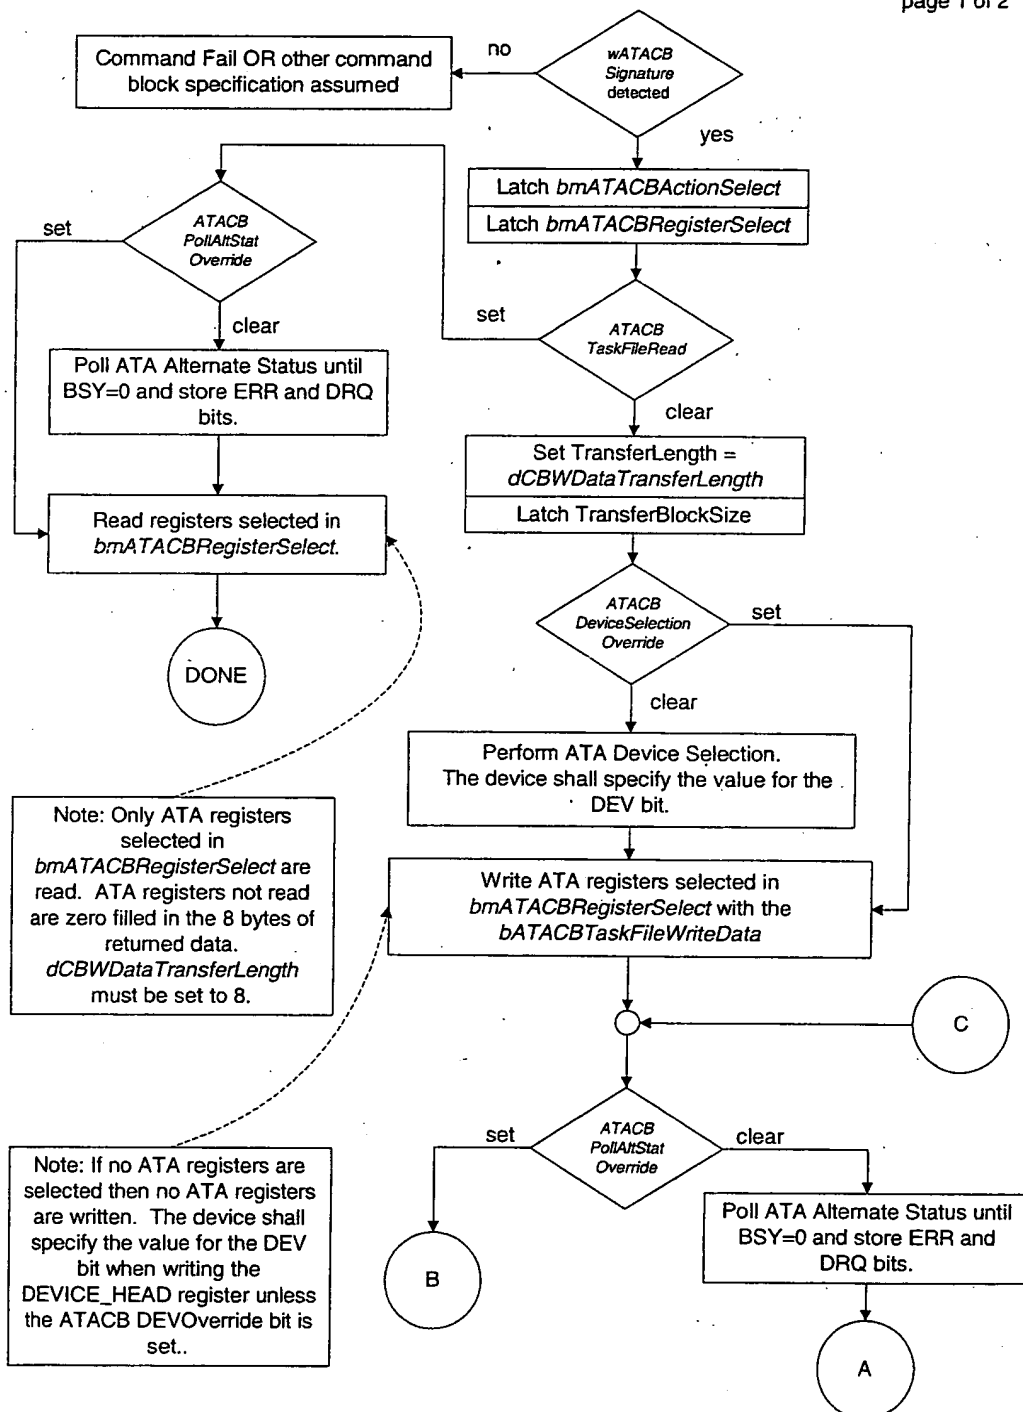 page 1 of 2
Command Fail OR other command
block specification assumed
no
wATACB
Signature
detected
yes
Latch bmATACBActionSelect
Latch bmATACBRegisterSelect
set
ATACB
PollAltStat
Override
clear
set
ATACB
TaskFileRead
clear
Poll ATA Alternate Status until
BSY=0 and store ERR and DRQ
bits.
Set TransferLength =
dCBWDataTransferLength
Latch TransferBlockSize
Read registers selected in
bmATACBRegisterSelect.
DONE
ATACB
DeviceSelection
Override
set
clear
Perform ATA Device Selection.
The device shall specify the value for the
DEV bit.
Note: Only ATA registers
selected in
bmATACBRegisterSelect are
read. ATA registers not read
are zero filled in the 8 bytes of
returned data.
dCBWDataTransferLength
must be set to 8.
Write ATA registers selected in
bmATACBRegisterSelect with the
bATACBTaskFileWriteData
C
set
ATACB
PollAltStat
Override
clear
Note: If no ATA registers are
selected then no ATA registers
are written. The device shall
specify the value for the DEV
bit when writing the
DEVICE_HEAD register unless
the ATACB DEVOverride bit is
set..
B
Poll ATA Alternate Status until
BSY=0 and store ERR and
DRQ bits.
A